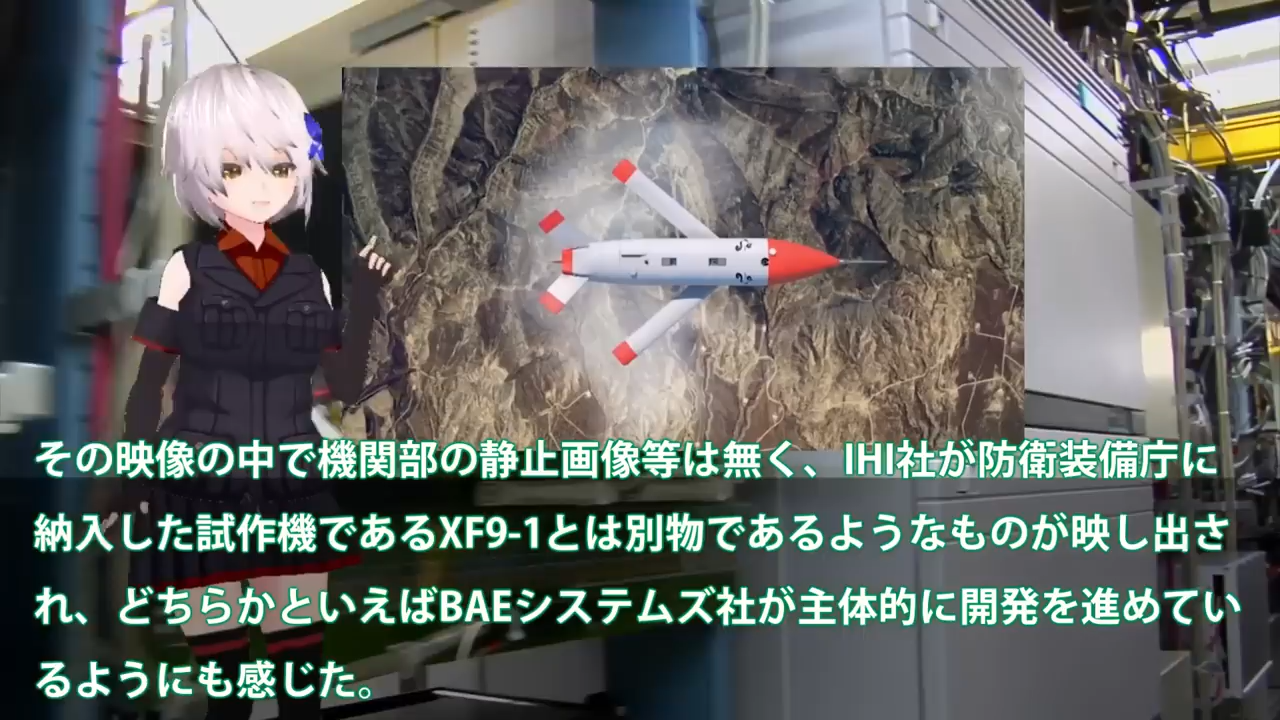 その映像の中で機関部の静止画像等は無く、IHI社が防衛装備庁に
納入した試作機であるXF9-1とは別物であるようなものが映し出さ
れ、どちらかといえばBAEシステムズ社が主体的に開発を進めてい
るようにも感じた。